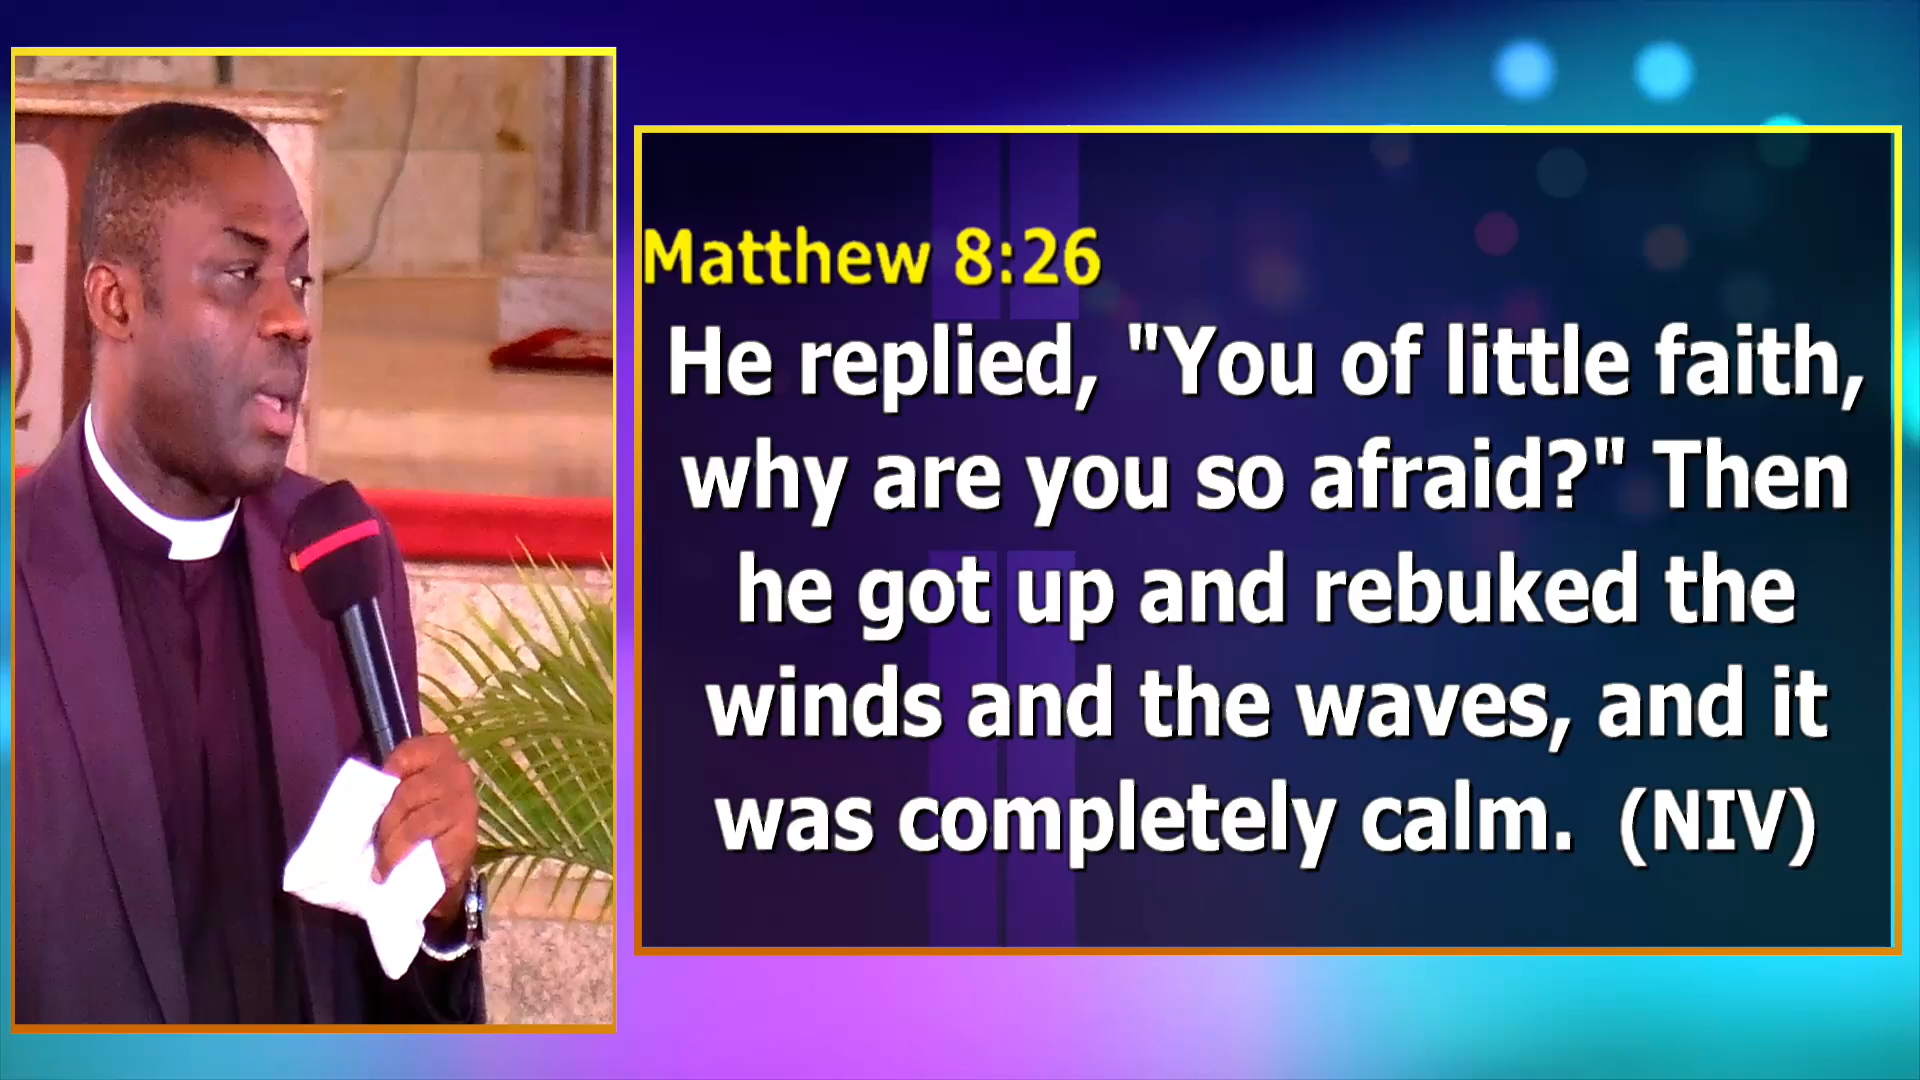 Matthew 8:26
He replied, "You of little faith,
why are you so afraid?" Then
he got up and rebuked the
winds and the waves, and it
was completely calm.  (NIV)